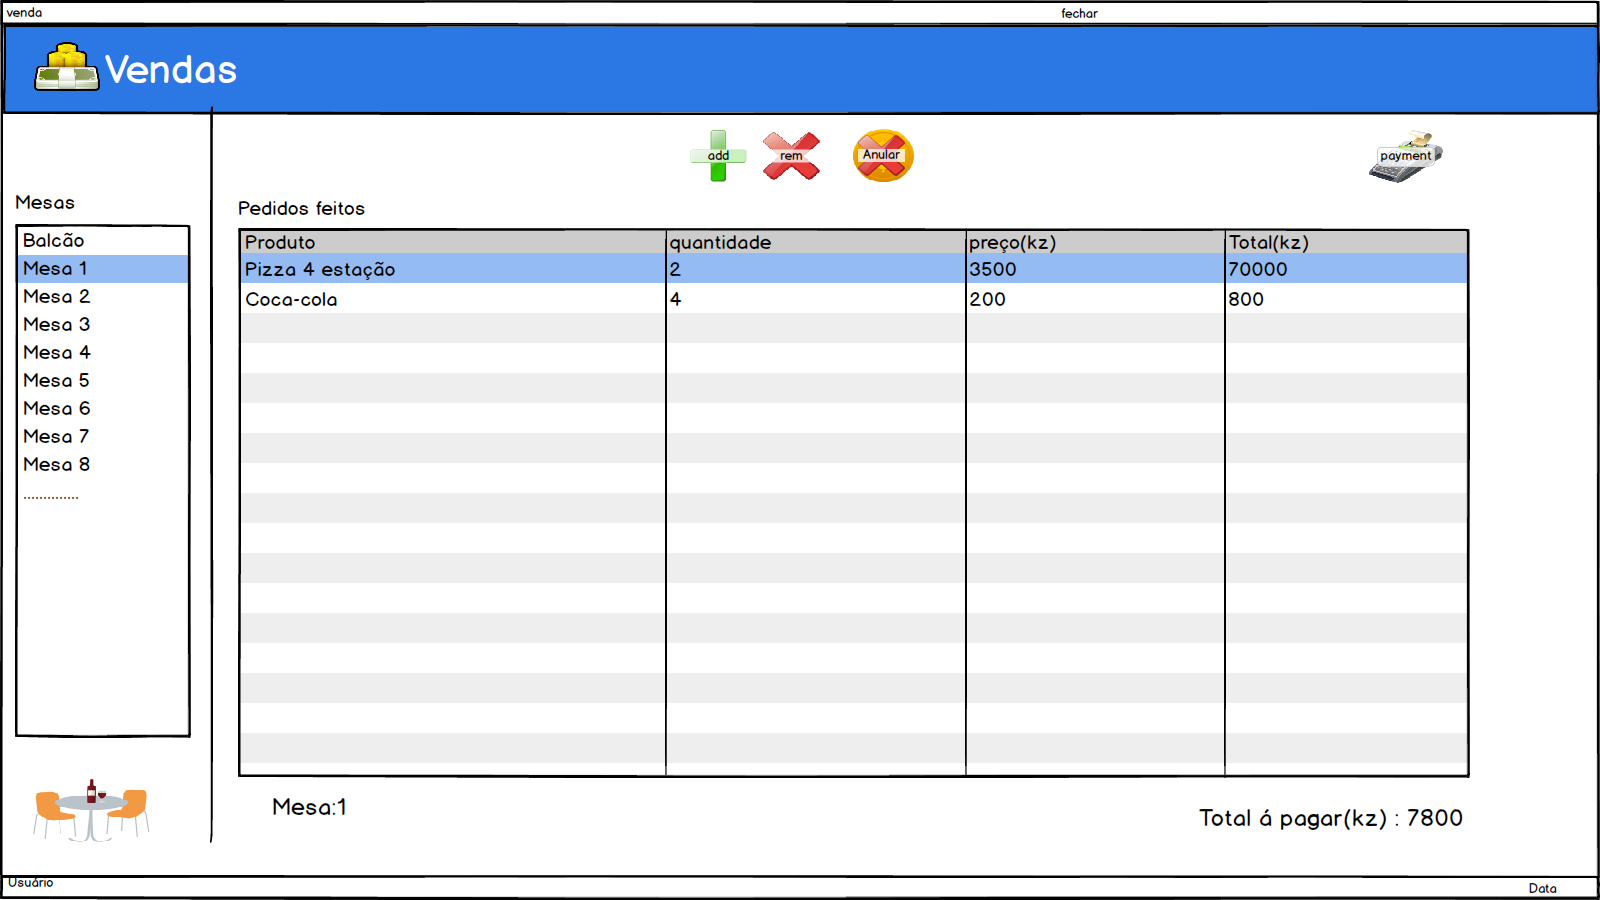 venda fechar
Vendas
add rem Anular payment
Mesas
Balcão
Mesa 1
Mesa 2
Mesa 3
Mesa 4
Mesa 5
Mesa 6
Mesa 7
Mesa 8
..............
Pedidos feitos
Produto quantidade preço(kz) Total(kz)
Pizza 4 estação 2 3500 70000
Coca-cola 4 200 800
Mesa:1
Total á pagar(kz) : 7800
Usuário
Data